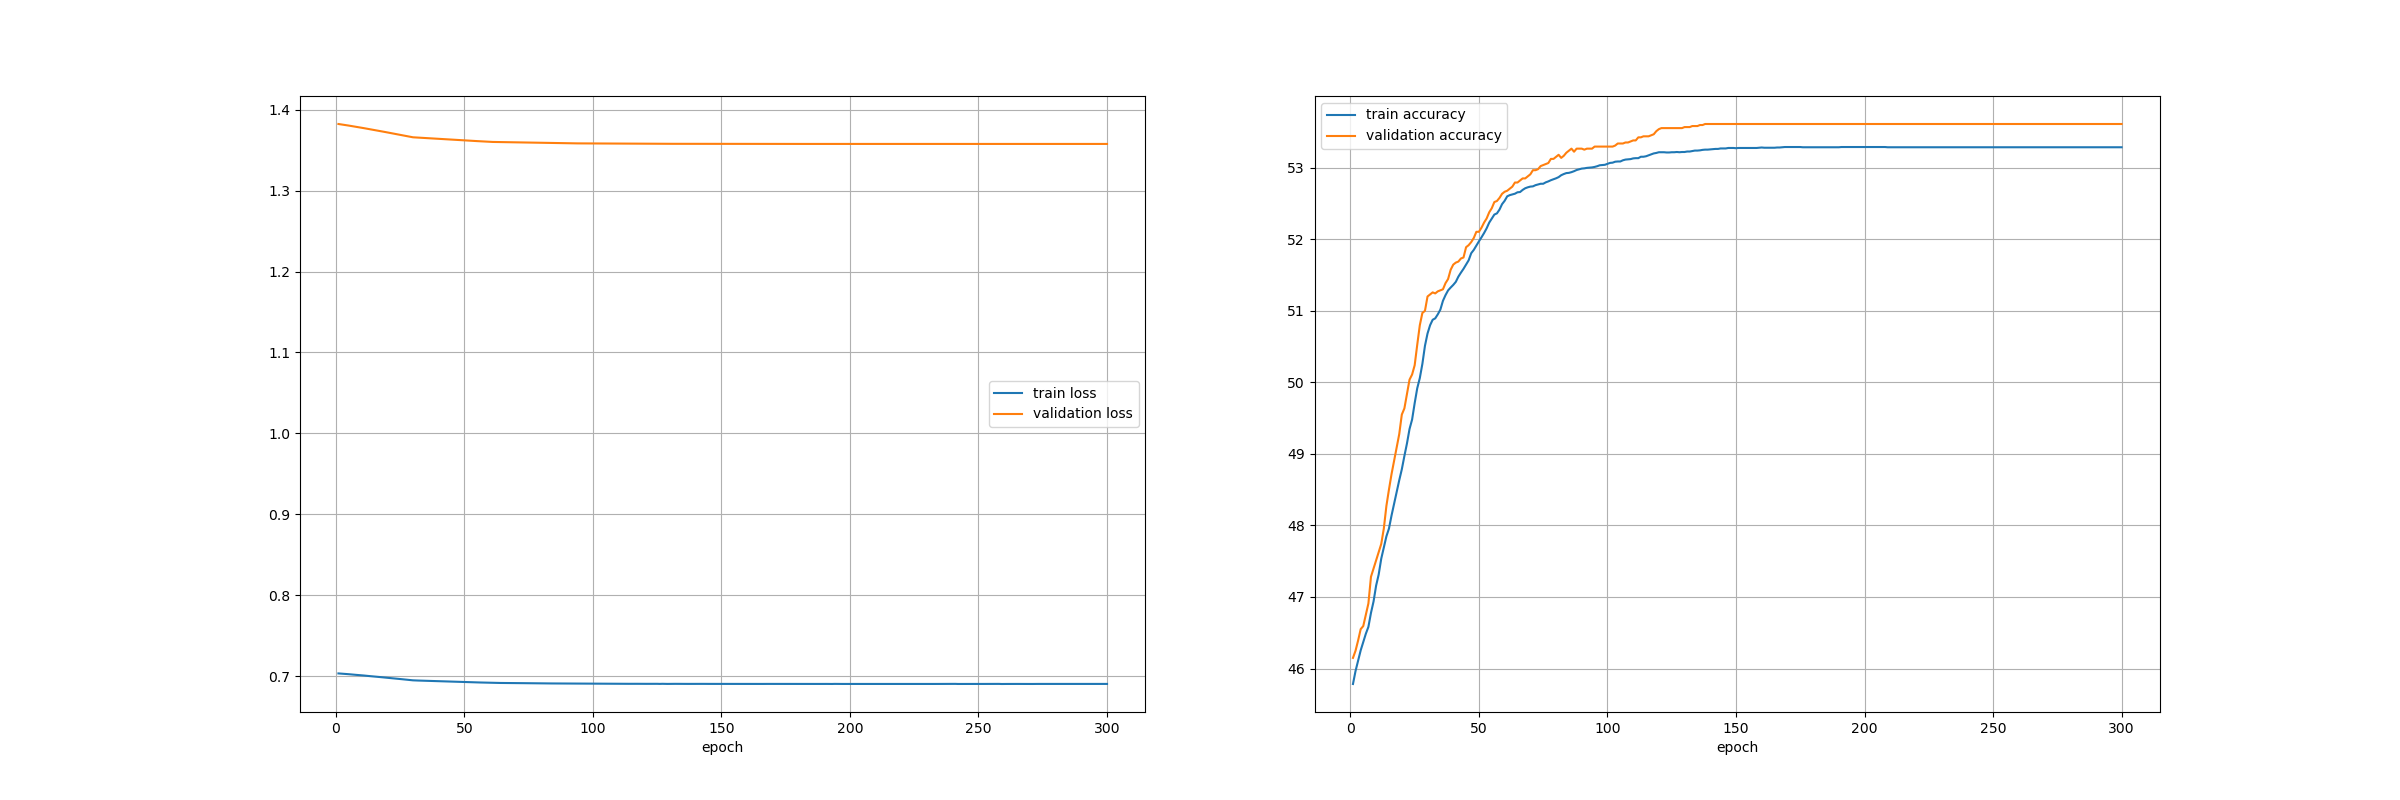 1.4
1.3
1.2
1.1
1.0
0.9
0.8
0.7
train loss
validation loss
0 50 100 150 200 250 300
epoch
train accuracy
validation accuracy
53
52
51
50
49
48
47
46
0 50 100 150 200 250 300
epoch